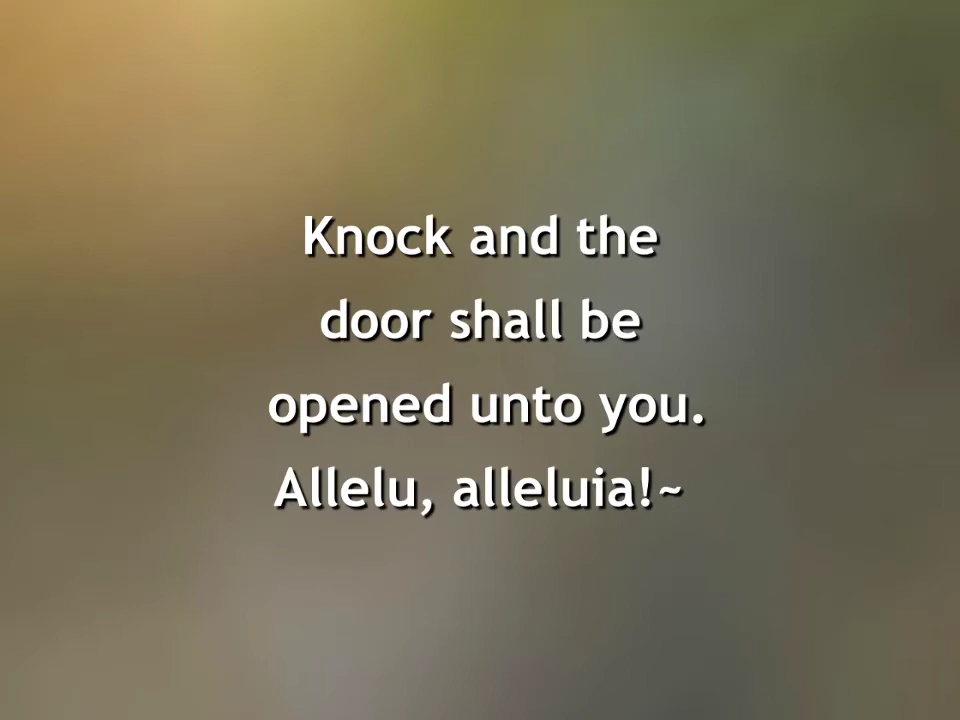 Knock and the
door shall be
opened unto you.
Allelu, alleluia!~